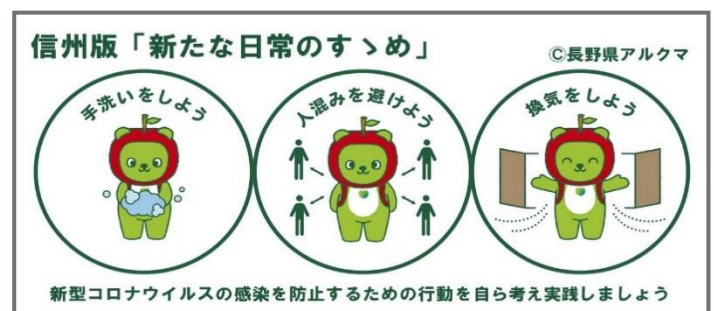 信州版「新たな日常のすゝめ」
©長野県アルクマ
手洗いをしよう
人混みを避けよう
換気をしよう
新型コロナウイルスの感染を防止するための行動を自ら考え実践しましょう